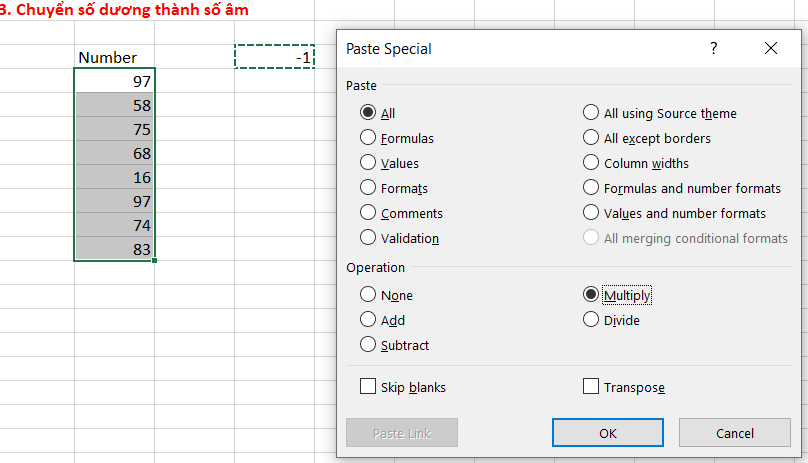 3. Chuyển số dương thành số âm
Number
-1
97
58
75
68
16
97
74
83
Paste Special
?
Paste
All
All using Source theme
Formulas
All except borders
Values
Column widths
Formats
Formulas and number formats
Comments
Values and number formats
Validation
All merging conditional formats
Operation
None
Multiply
Add
Divide
Subtract
Skip blanks
Transpose
Paste Link
OK
Cancel